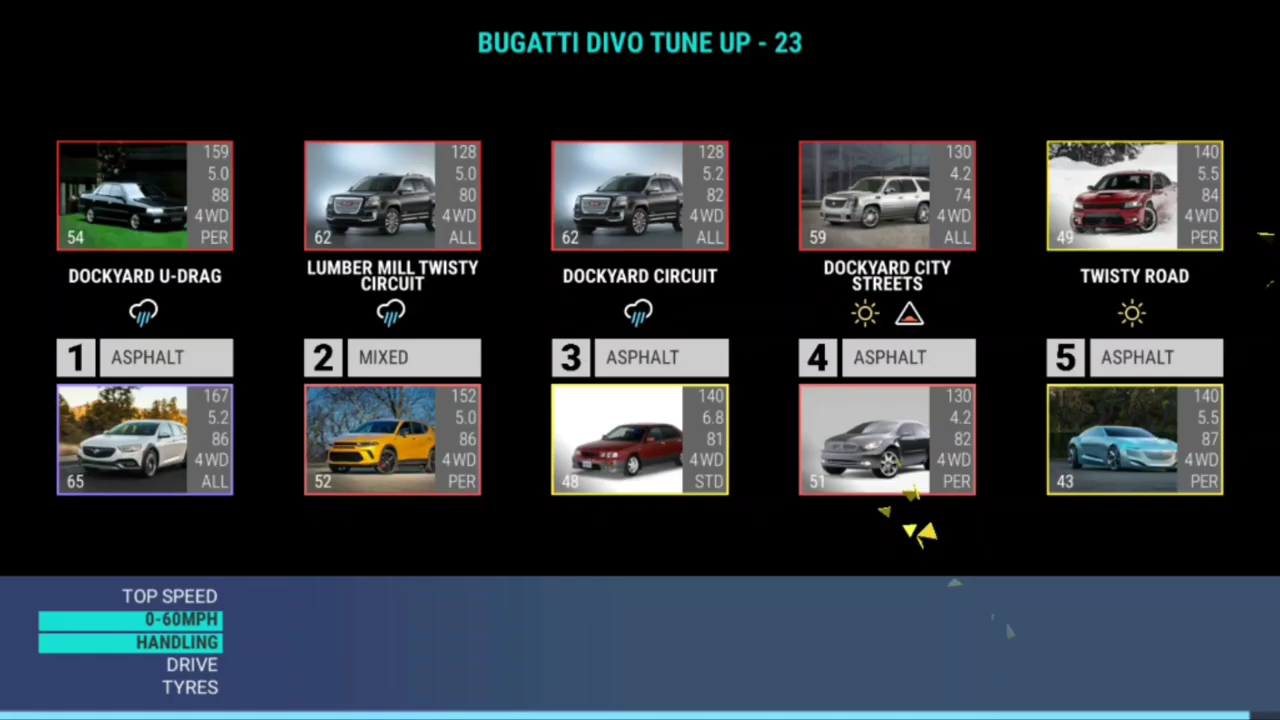 BUGATTI DIVO TUNE UP - 23
159
5.0
88
4WD
54 PER
128
5.0
80
4WD
62 ALL
128
5.2
82
4WD
62 ALL
130
4.2
74
4WD
59 ALL
140
5.5
84
4WD
49 PER
DOCKYARD U-DRAG
LUMBER MILL TWISTY
CIRCUIT
DOCKYARD CIRCUIT
DOCKYARD CITY
STREETS
TWISTY ROAD
1 ASPHALT
2 MIXED
3 ASPHALT
4 ASPHALT
5 ASPHALT
167
5.2
86
4WD
65 ALL
152
5.0
86
4WD
52 PER
140
6.8
81
4WD
48 STD
130
4.2
82
4WD
51 PER
140
5.5
87
4WD
43 PER
TOP SPEED
0-60MPH
HANDLING
DRIVE
TYRES